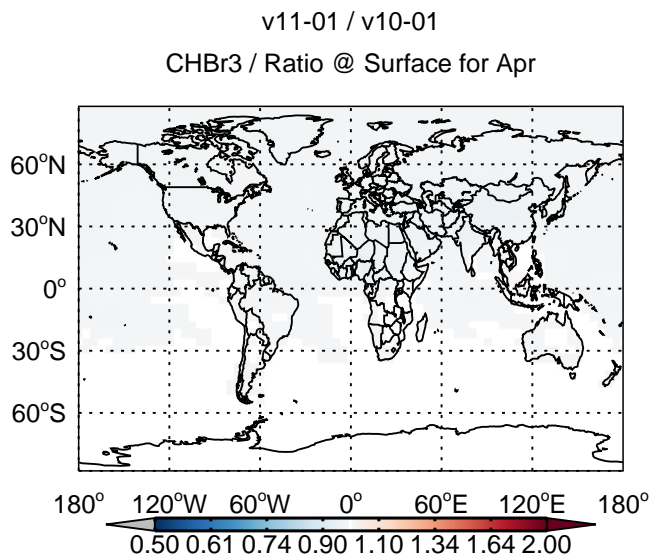 v11-01 / v10-01
CHBr3 / Ratio @ Surface for Apr
60°N
30°N
0°
30°S
60°S
180° 120°W 60°W 0° 60°E 120°E 180°
0.50 0.61 0.74 0.90 1.10 1.34 1.64 2.00